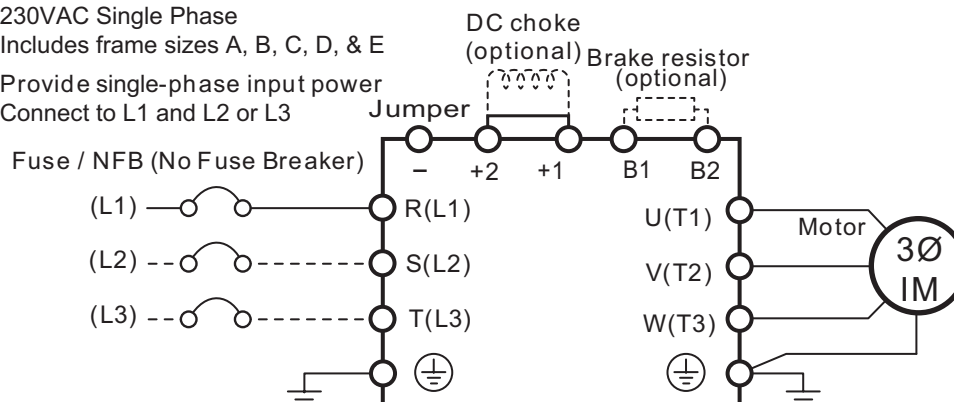 230VAC Single Phase
Includes frame sizes A, B, C, D, & E
Provide single-phase input power
Connect to L1 and L2 or L3
DC choke
(optional)
Brake resistor
(optional)
Jumper
Fuse / NFB (No Fuse Breaker)
– +2 +1 B1 B2
(L1) R(L1) U(T1) Motor
(L2) S(L2) V(T2) 3Ø
IM
(L3) T(L3) W(T3)